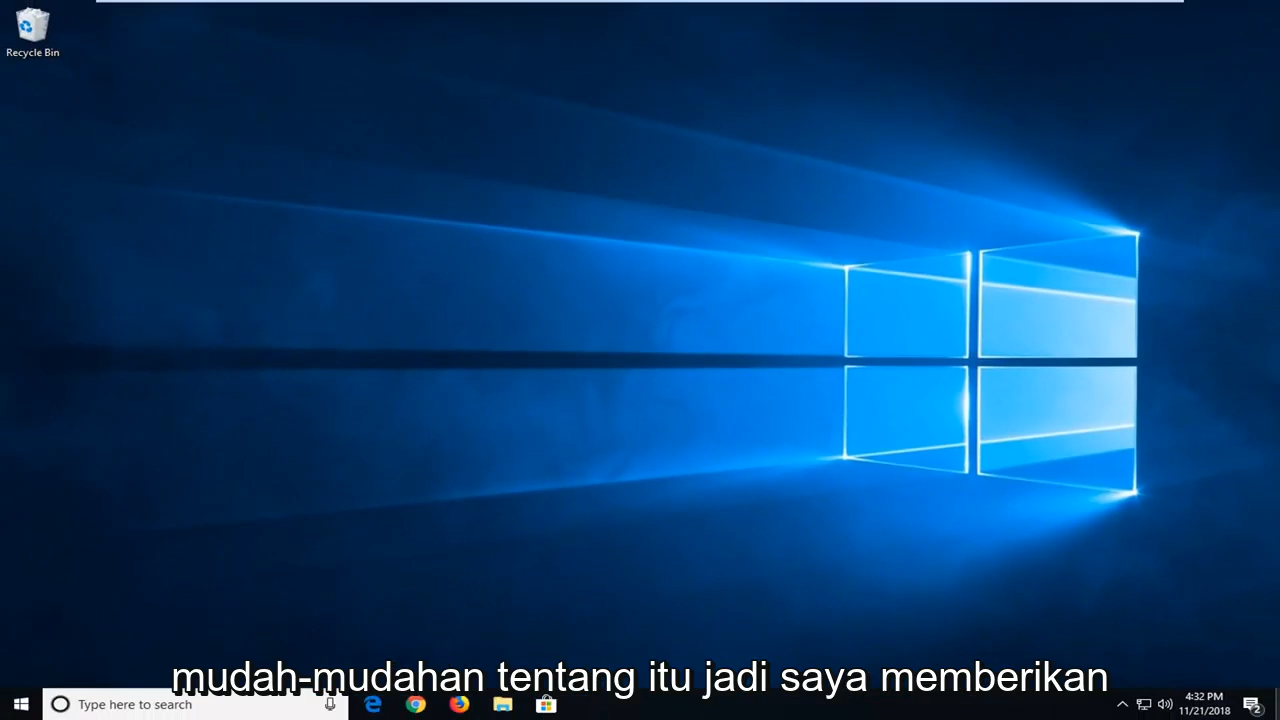 Recycle Bin
mudah-mudahan tentang itu jadi saya memberikan
Type here to search
4:32 PM
11/21/2018
2